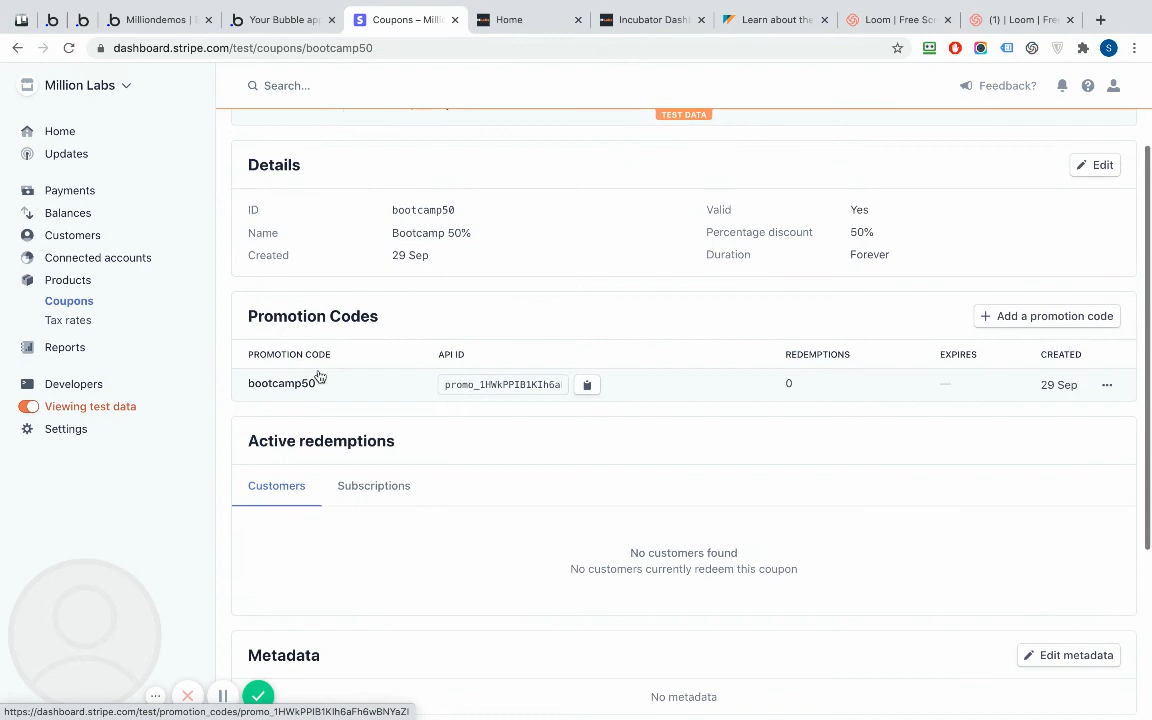 Milliondemos |
Your Bubble ap
Coupons – Milli
Home
Incubator Dash
Learn about the
Loom | Free Scr
(1) | Loom | Free
dashboard.stripe.com/test/coupons/bootcamp50
Million Labs
Search...
Feedback?
TEST DATA
Home
Updates
Payments
Balances
Customers
Connected accounts
Products
Coupons
Tax rates
Reports
Developers
Viewing test data
Settings
Details
Edit
ID bootcamp50 Valid Yes
Name Bootcamp 50% Percentage discount 50%
Created 29 Sep Duration Forever
Promotion Codes
Add a promotion code
PROMOTION CODE API ID REDEMPTIONS EXPIRES CREATED
bootcamp50 promo_1HWkPPIB1KIh6a 0 — 29 Sep
Active redemptions
Customers Subscriptions
No customers found
No customers currently redeem this coupon
Metadata
Edit metadata
No metadata
https://dashboard.stripe.com/test/promotion_codes/promo_1HWkPPIB1KIh6aFh6wBNYaZI